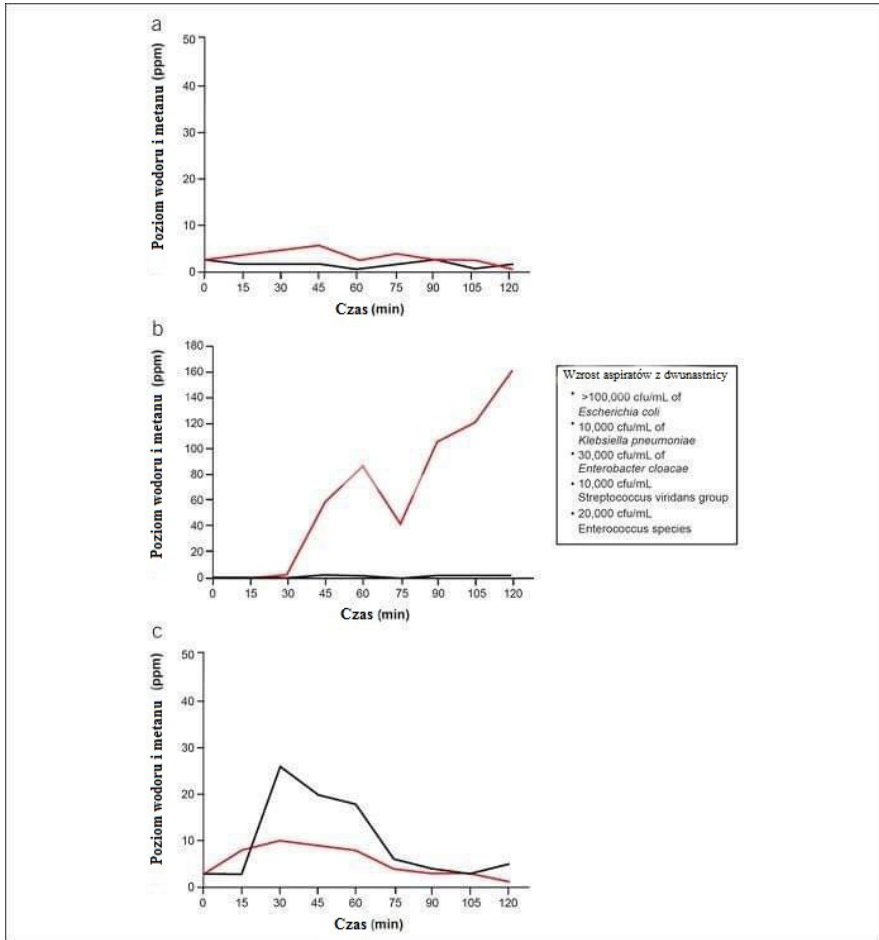 a
Poziom wodoru i metanu (ppm)
50
40
30
20
10
0
0 15 30 45 60 75 90 105 120
Czas (min)
b
Poziom wodoru i metanu (ppm)
180
160
140
120
100
80
60
40
20
0
0 15 30 45 60 75 90 105 120
Czas (min)
Wzrost aspiratów z dwunastnicy
* >100,000 cfu/mL of
Escherichia coli
* 10,000 cfu/mL of
Klebsiella pneumoniae
* 30,000 cfu/mL of
Enterobacter cloacae
• 10,000 cfu/mL
Streptococcus viridans group
• 20,000 cfu/mL
Enterococcus species
c
Poziom wodoru i metanu (ppm)
50
40
30
20
10
0
0 15 30 45 60 75 90 105 120
Czas (min)